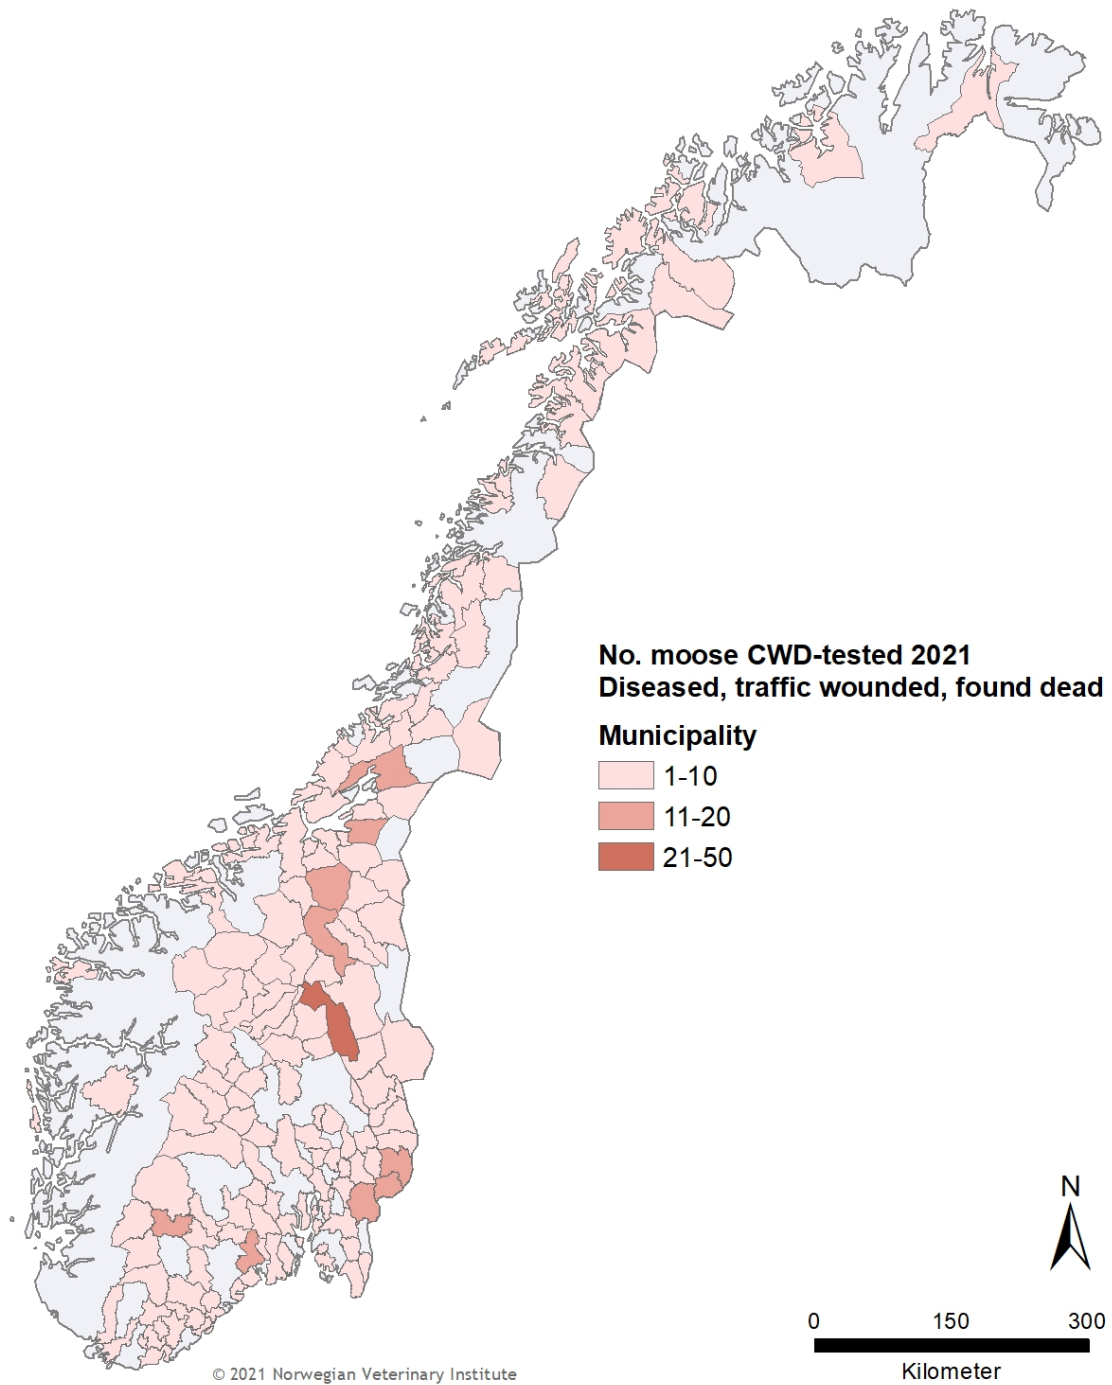 No. moose CWD-tested 2021
Diseased, traffic wounded, found dead
Municipality
1-10
11-20
21-50
N
0 150 300
Kilometer
© 2021 Norwegian Veterinary Institute